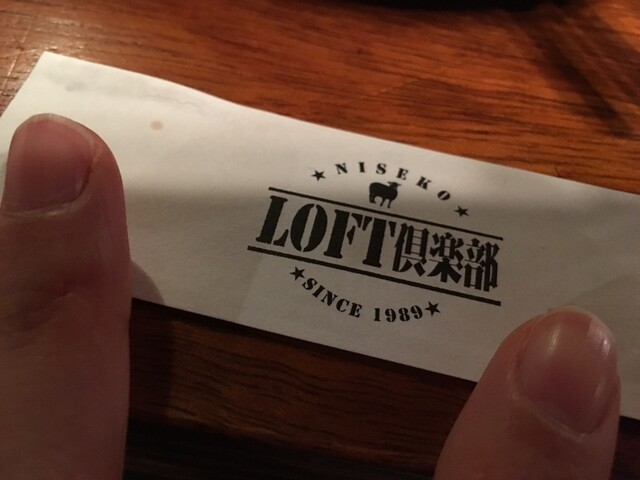 ★NISEKO★
LOFT倶楽部
★SINCE 1989★